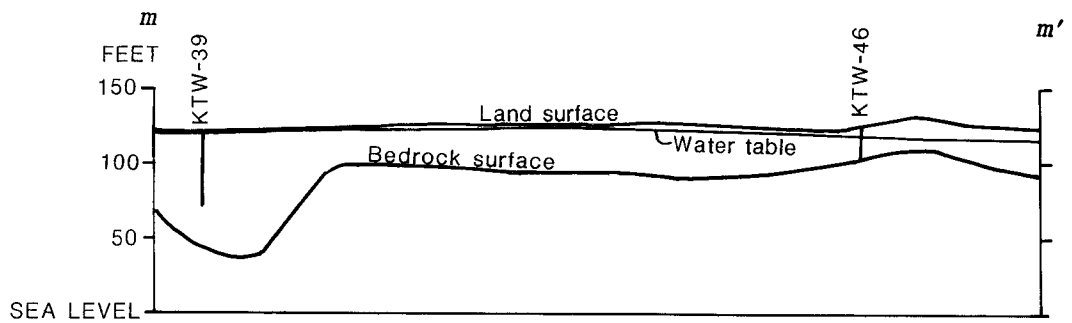 m
m'
FEET
KTW-39
KTW-46
150
Land surface
Water table
100
Bedrock surface
50
SEA LEVEL